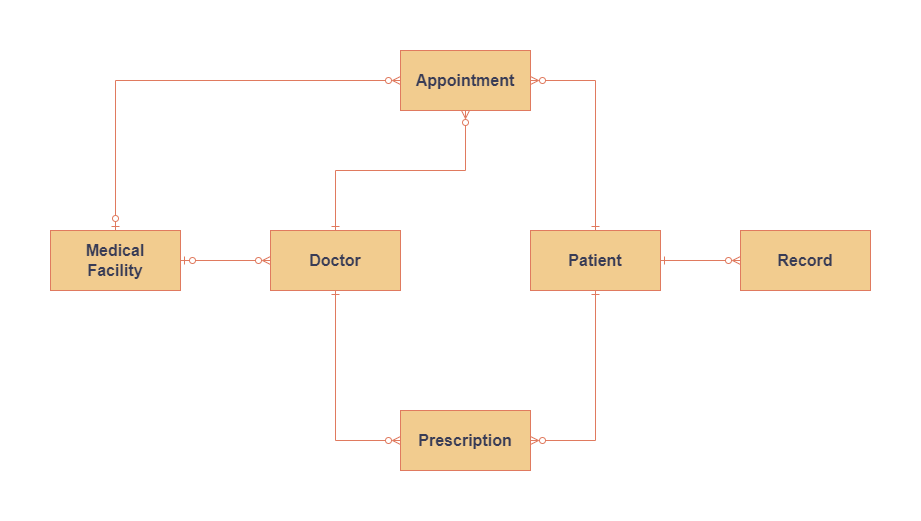 Appointment
Medical
Facility
Doctor
Patient
Record
Prescription